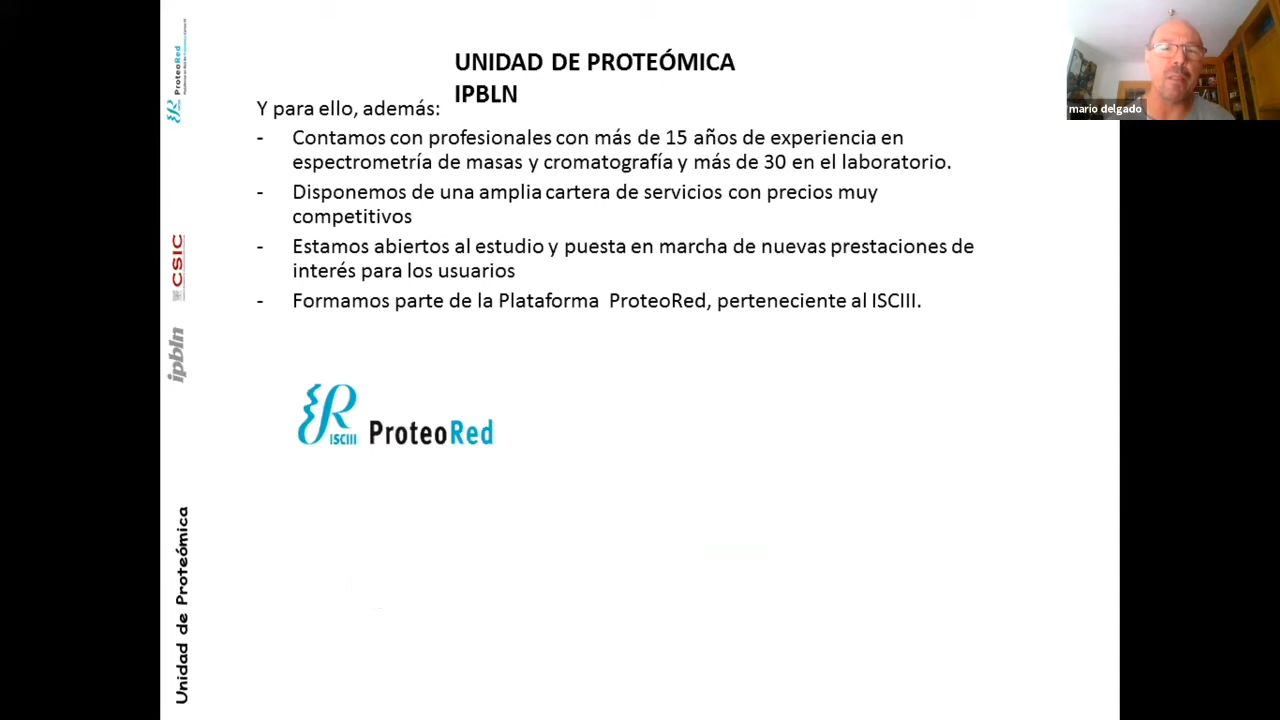 UNIDAD DE PROTEÓMICA
IPBLN
Y para ello, además:
- Contamos con profesionales con más de 15 años de experiencia en
espectrometría de masas y cromatografía y más de 30 en el laboratorio.
- Disponemos de una amplia cartera de servicios con precios muy
competitivos
- Estamos abiertos al estudio y puesta en marcha de nuevas prestaciones de
interés para los usuarios
- Formamos parte de la Plataforma ProteoRed, perteneciente al ISCIII.
ISCIII ProteoRed
mario delgado
ProteoRed
CSIC
ipbln
Unidad de Proteómica